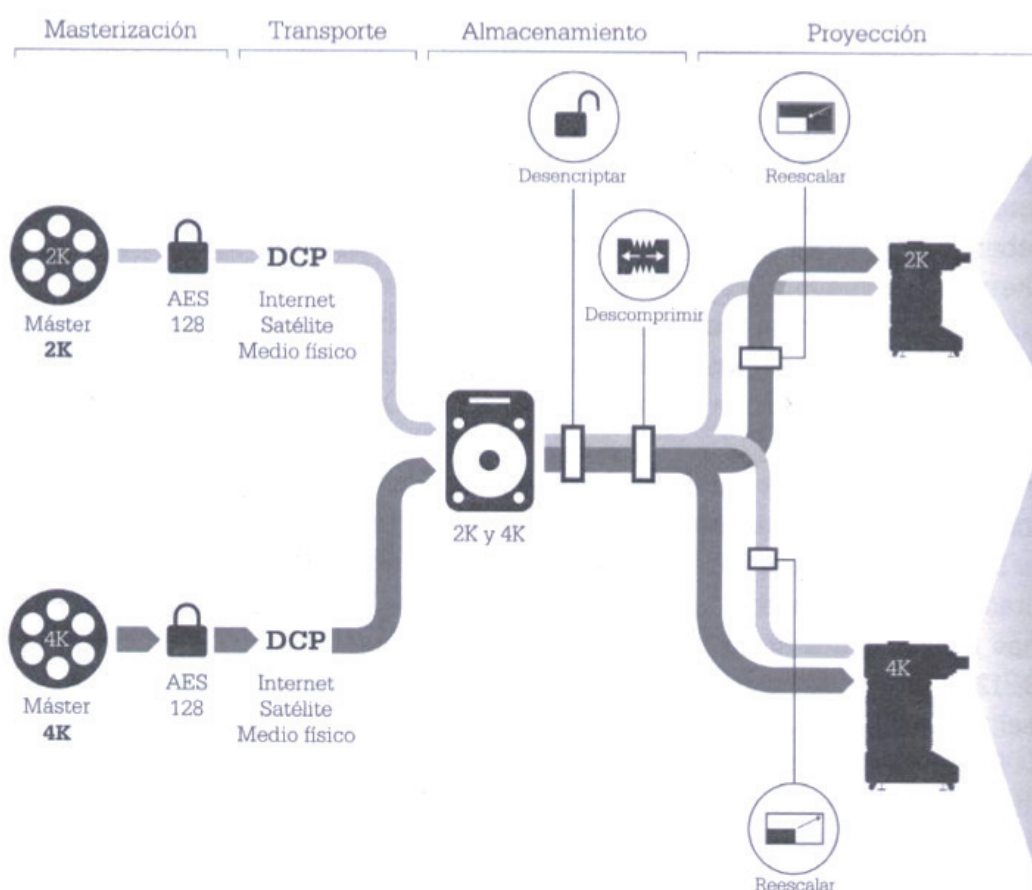 Masterización
Transporte
Almacenamiento
Proyección
Desencriptar
Reescalar
Descomprimir
2K
DCP
2K
AES
128
Internet
Satélite
Medio físico
Máster
2K
2K y 4K
4K
DCP
4K
AES
128
Internet
Satélite
Medio físico
Máster
4K
Reescalar